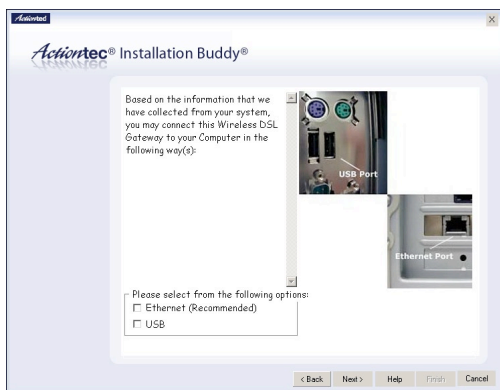 Actiontec
Actiontec® Installation Buddy®
Based on the information that we
have collected from your system,
you may connect this Wireless DSL
Gateway to your Computer in the
following way(s):
USB Port
Ethernet Port
Please select from the following options:
Ethernet (Recommended)
USB
< Back Next > Help Finish Cancel